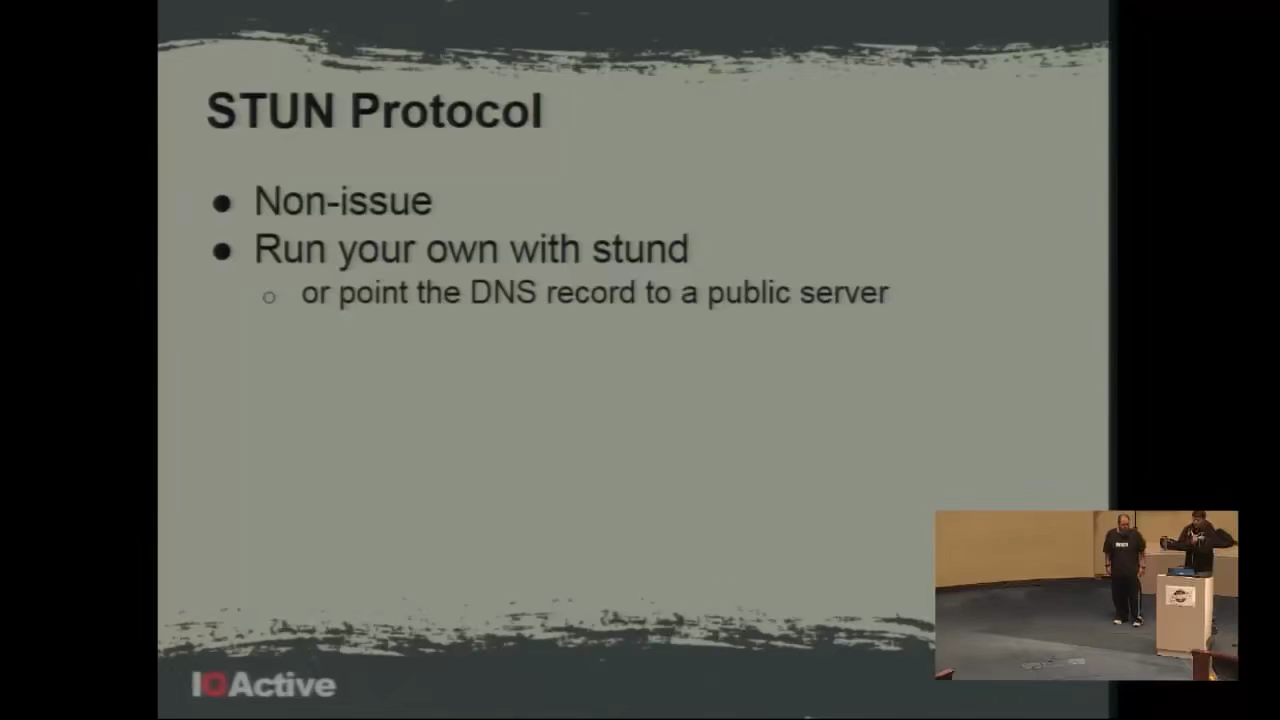 STUN Protocol
● Non-issue
● Run your own with stund
○ or point the DNS record to a public server
IOActive